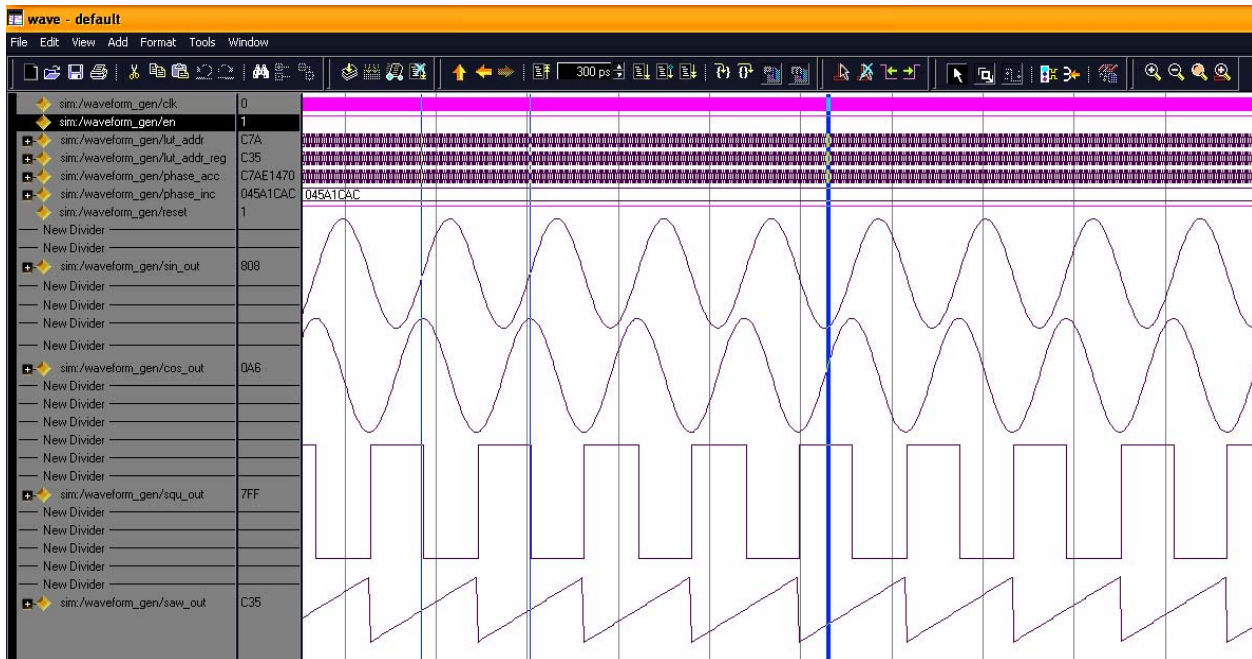 wave - default
File Edit View Add Format Tools Window
300 ps
sim:/waveform_gen/clk 0
sim:/waveform_gen/en 1
sim:/waveform_gen/lut_addr C7A
sim:/waveform_gen/lut_addr_reg C35
sim:/waveform_gen/phase_acc C7AE1470
sim:/waveform_gen/phase_inc 045A1CAC 045A1CAC
sim:/waveform_gen/reset 1
New Divider
New Divider
sim:/waveform_gen/sin_out 808
New Divider
New Divider
New Divider
New Divider
sim:/waveform_gen/cos_out 0A6
New Divider
New Divider
New Divider
New Divider
New Divider
New Divider
sim:/waveform_gen/squ_out 7FF
New Divider
New Divider
New Divider
New Divider
New Divider
sim:/waveform_gen/saw_out C35